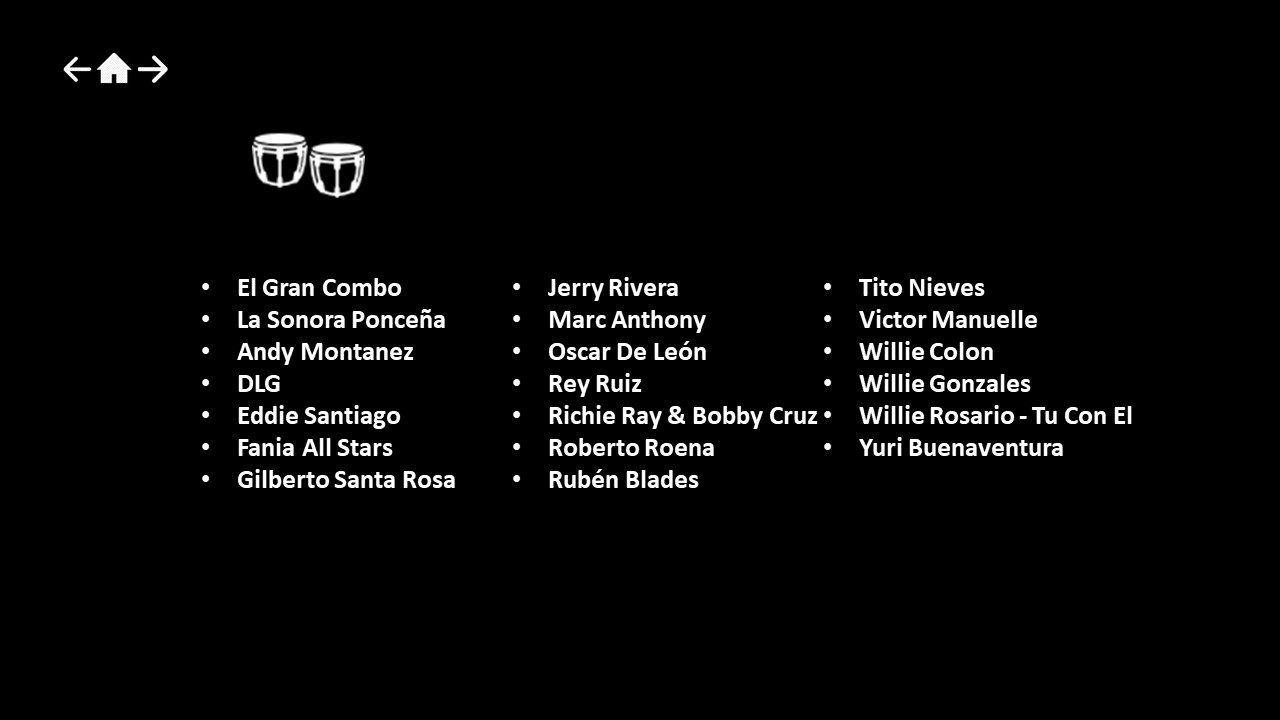 • El Gran Combo
• La Sonora Ponceña
• Andy Montanez
• DLG
• Eddie Santiago
• Fania All Stars
• Gilberto Santa Rosa
• Jerry Rivera
• Marc Anthony
• Oscar De León
• Rey Ruiz
• Richie Ray & Bobby Cruz
• Roberto Roena
• Rubén Blades
• Tito Nieves
• Victor Manuelle
• Willie Colon
• Willie Gonzales
• Willie Rosario - Tu Con El
• Yuri Buenaventura